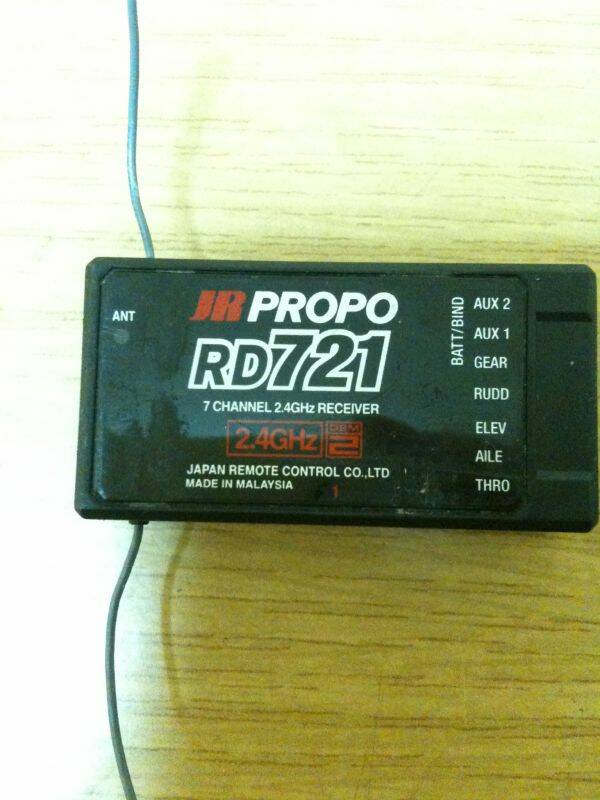 ANT
JR PROPO
RD721
7 CHANNEL 2.4GHz RECEIVER
2.4GHz DSM 2
JAPAN REMOTE CONTROL CO.,LTD
MADE IN MALAYSIA
1
BATT/BIND
AUX 2
AUX 1
GEAR
RUDD
ELEV
AILE
THRO